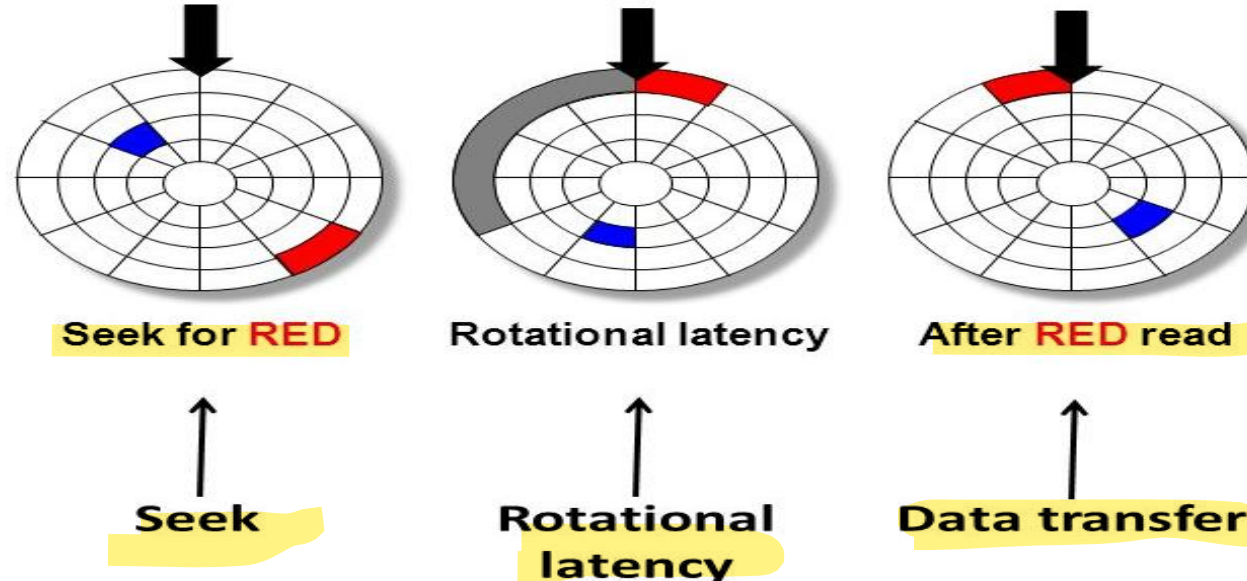 Seek for RED
Rotational latency
After RED read
Seek
Rotational
latency
Data transfer